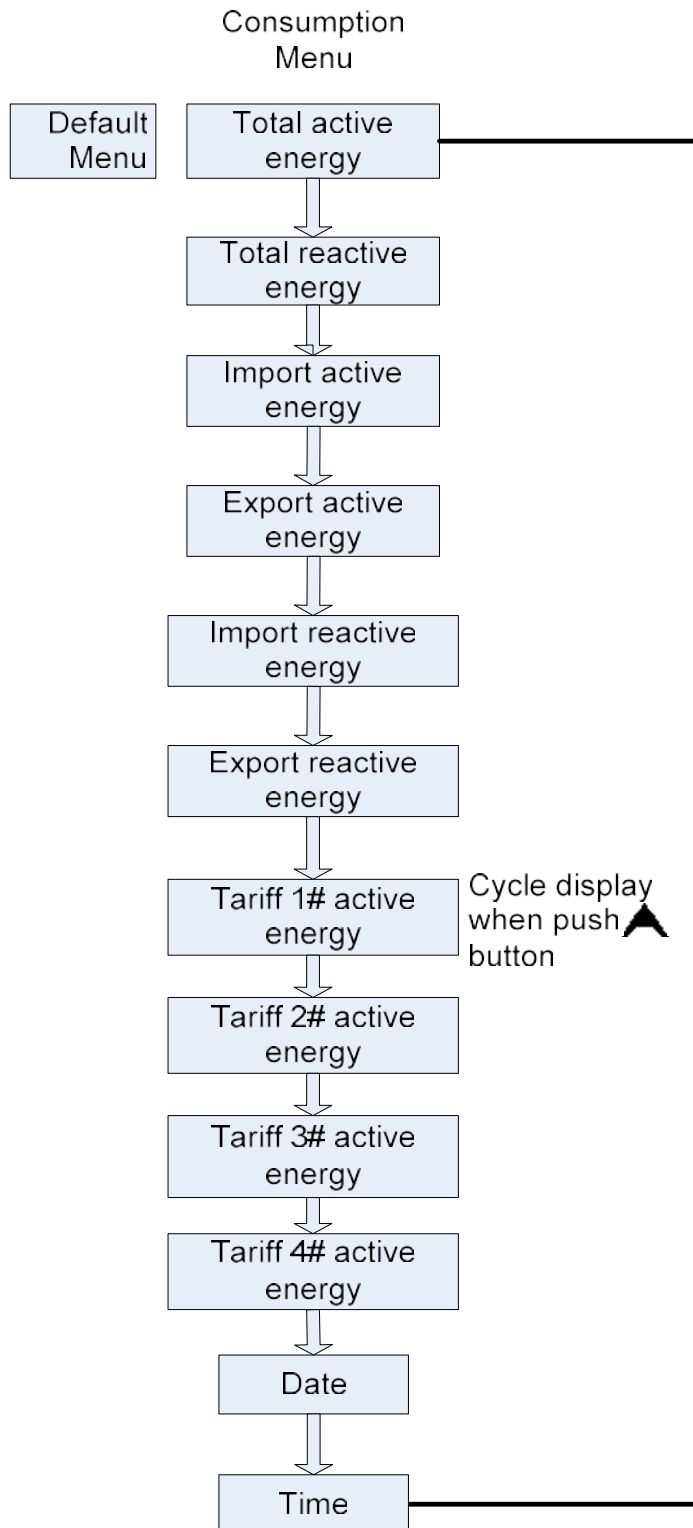 Consumption
Menu
Default
Menu
Total active
energy
Total reactive
energy
Import active
energy
Export active
energy
Import reactive
energy
Export reactive
energy
Tariff 1# active
energy
Cycle display
when push
button
Tariff 2# active
energy
Tariff 3# active
energy
Tariff 4# active
energy
Date
Time